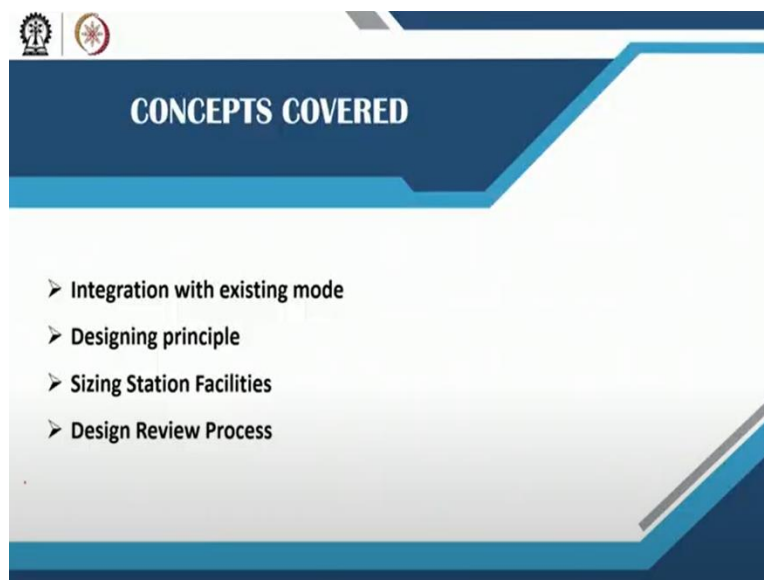 CONCEPTS COVERED
➢ Integration with existing mode
➢ Designing principle
➢ Sizing Station Facilities
➢ Design Review Process